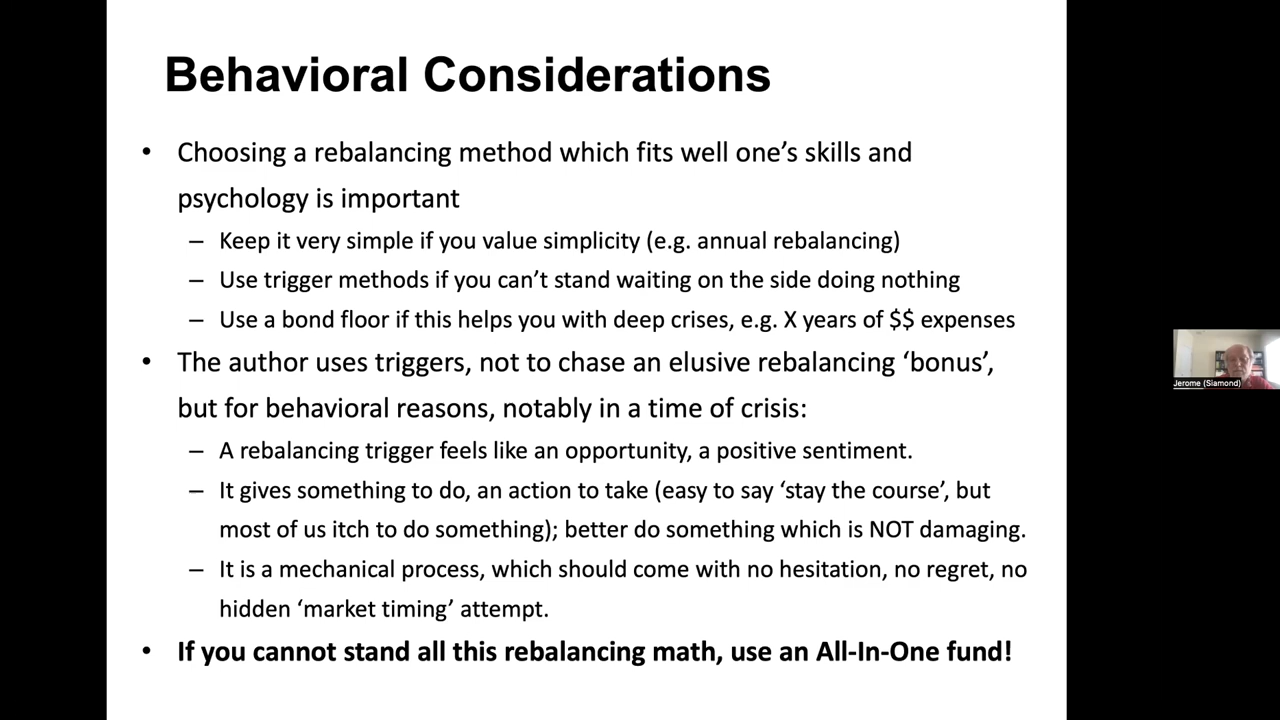 Behavioral Considerations
• Choosing a rebalancing method which fits well one’s skills and
psychology is important
– Keep it very simple if you value simplicity (e.g. annual rebalancing)
– Use trigger methods if you can’t stand waiting on the side doing nothing
– Use a bond floor if this helps you with deep crises, e.g. X years of $$ expenses
• The author uses triggers, not to chase an elusive rebalancing ‘bonus’,
but for behavioral reasons, notably in a time of crisis:
– A rebalancing trigger feels like an opportunity, a positive sentiment.
– It gives something to do, an action to take (easy to say ‘stay the course’, but
most of us itch to do something); better do something which is NOT damaging.
– It is a mechanical process, which should come with no hesitation, no regret, no
hidden ‘market timing’ attempt.
• If you cannot stand all this rebalancing math, use an All-In-One fund!
Jerome (Siamond)